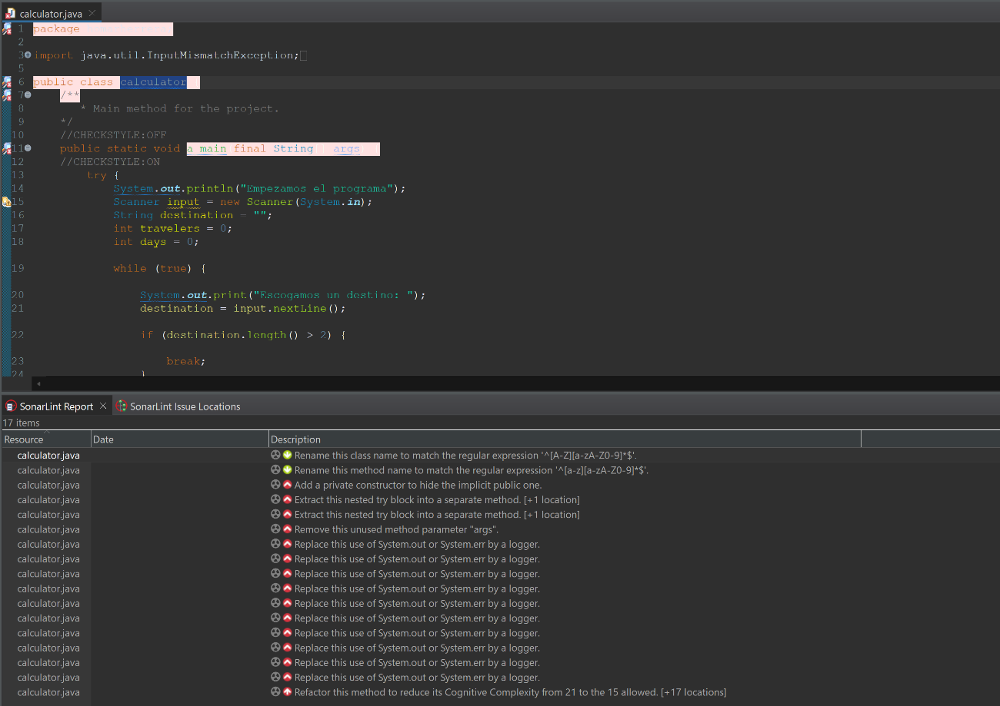 calculator.java
1 package
2
3 import java.util.InputMismatchException;
5
6 public class calculator
7 /**
8 * Main method for the project.
9 */
10 //CHECKSTYLE:OFF
11 public static void a_main final String args
12 //CHECKSTYLE:ON
13 try {
14 System.out.println("Empezamos el programa");
15 Scanner input = new Scanner(System.in);
16 String destination = "";
17 int travelers = 0;
18 int days = 0;
19 while (true) {
20 System.out.print("Escogamos un destino: ");
21 destination = input.nextLine();
22 if (destination.length() > 2) {
23 break;
24 }
SonarLint Report SonarLint Issue Locations
17 items
Resource Date Description
calculator.java Rename this class name to match the regular expression '^[A-Z][a-zA-Z0-9]*$'.
calculator.java Rename this method name to match the regular expression '^[a-z][a-zA-Z0-9]*$'.
calculator.java Add a private constructor to hide the implicit public one.
calculator.java Extract this nested try block into a separate method. [+1 location]
calculator.java Extract this nested try block into a separate method. [+1 location]
calculator.java Remove this unused method parameter "args".
calculator.java Replace this use of System.out or System.err by a logger.
calculator.java Replace this use of System.out or System.err by a logger.
calculator.java Replace this use of System.out or System.err by a logger.
calculator.java Replace this use of System.out or System.err by a logger.
calculator.java Replace this use of System.out or System.err by a logger.
calculator.java Replace this use of System.out or System.err by a logger.
calculator.java Replace this use of System.out or System.err by a logger.
calculator.java Replace this use of System.out or System.err by a logger.
calculator.java Replace this use of System.out or System.err by a logger.
calculator.java Replace this use of System.out or System.err by a logger.
calculator.java Refactor this method to reduce its Cognitive Complexity from 21 to the 15 allowed. [+17 locations]